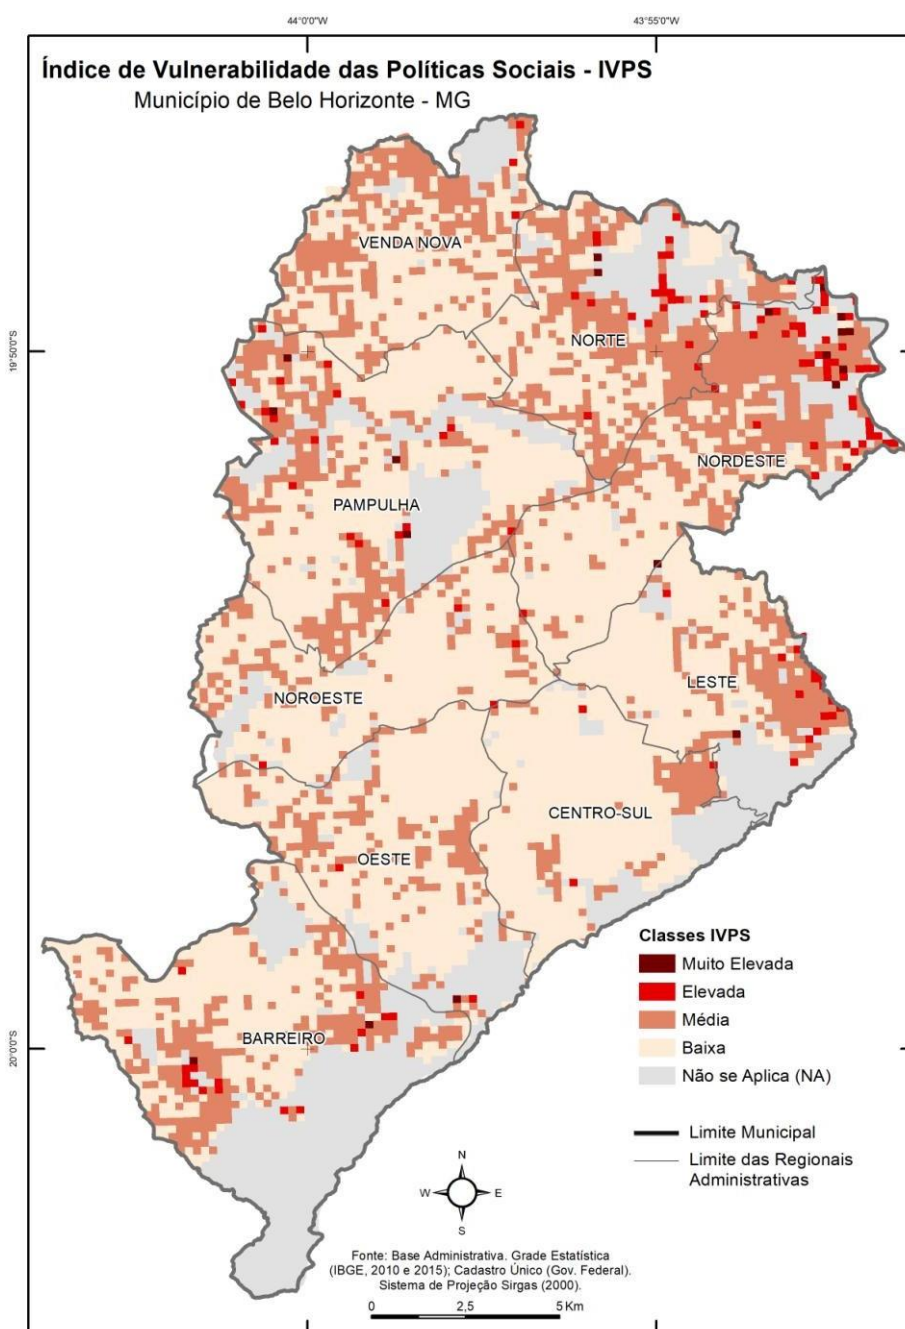 44°0'0"W
43°55'0"W
Índice de Vulnerabilidade das Políticas Sociais - IVPS
Município de Belo Horizonte - MG
VENDA NOVA
19°50'0"S
NORTE
NORDESTE
PAMPULHA
LESTE
NOROESTE
CENTRO-SUL
OESTE
Classes IVPS
Muito Elevada
Elevada
Média
Baixa
Não se Aplica (NA)
BARREIRO
20°0'0"S
Limite Municipal
Limite das Regionais
Administrativas
N
W
E
S
Fonte: Base Administrativa. Grade Estatística
(IBGE, 2010 e 2015); Cadastro Único (Gov. Federal).
Sistema de Projeção Sirgas (2000).
0 2,5 5 Km